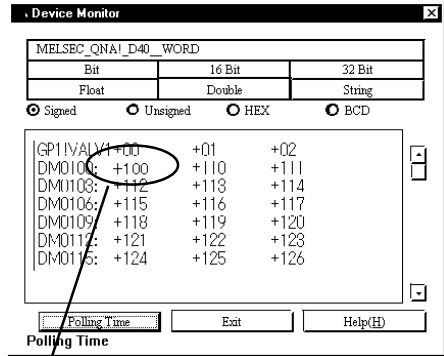 Device Monitor
MELSEC_QNA!_D40__WORD
Bit 16 Bit 32 Bit
Float Double String
Signed Unsigned HEX BCD
GP1!VALV1+00 +01 +02
DM0100: +100 +110 +111
DM0103: +112 +113 +114
DM0106: +115 +116 +117
DM0109: +118 +119 +120
DM0112: +121 +122 +123
DM0115: +124 +125 +126
Polling Time Exit Help(H)
Polling Time